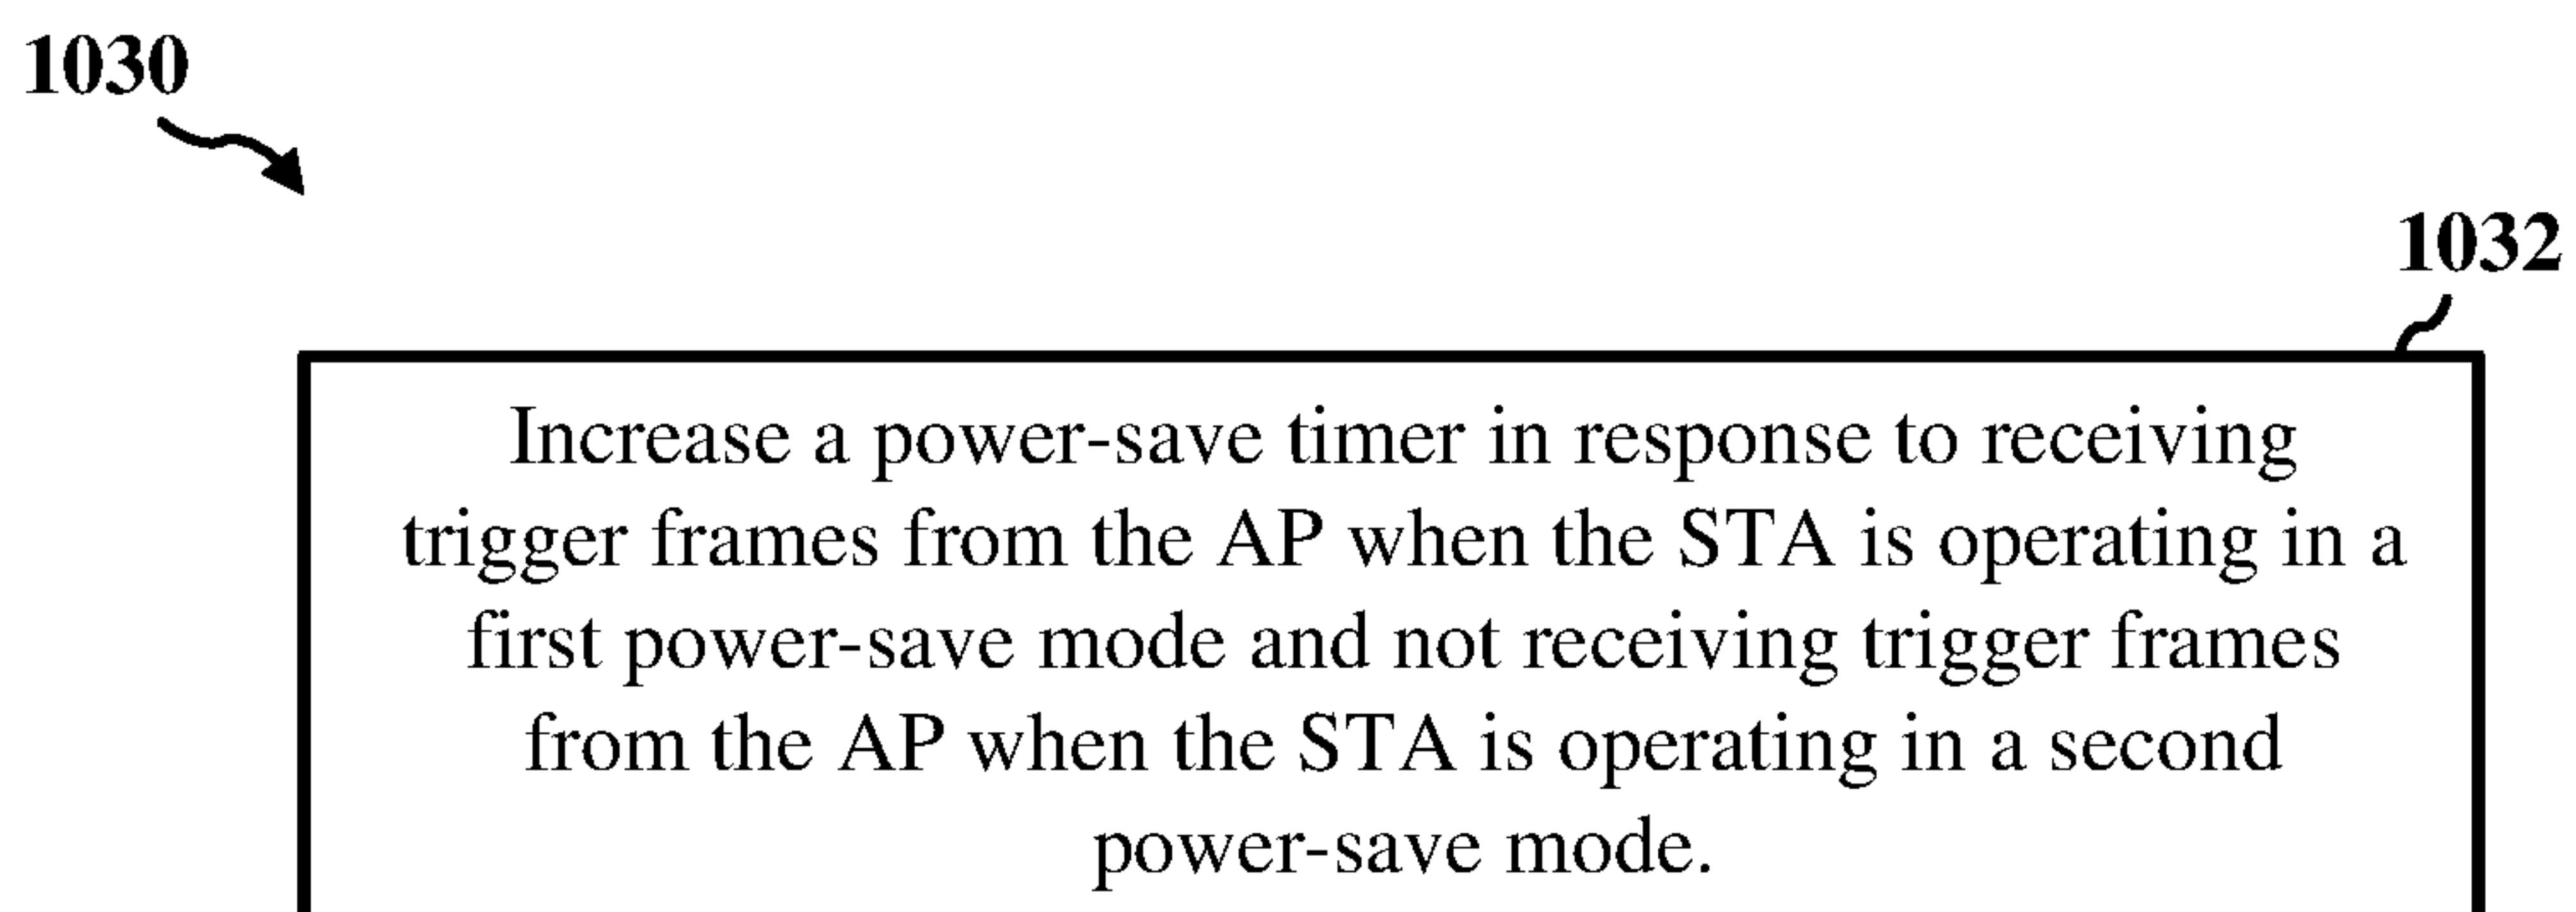 1030
1032
Increase a power-save timer in response to receiving
trigger frames from the AP when the STA is operating in a
first power-save mode and not receiving trigger frames
from the AP when the STA is operating in a second
power-save mode.